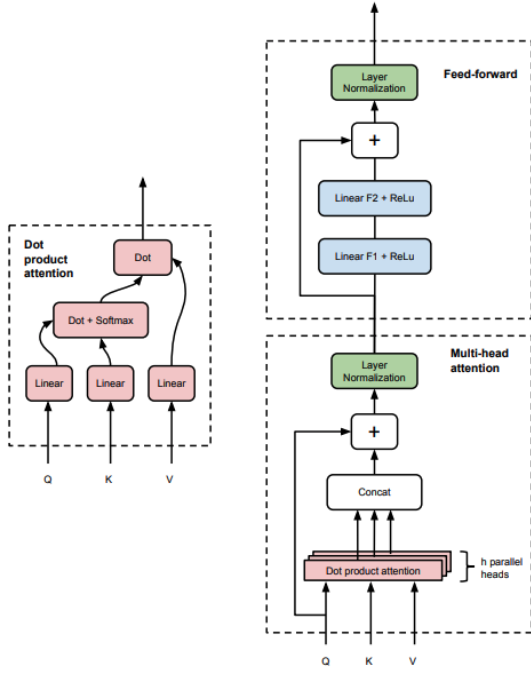 Dot
product
attention
Dot
Dot + Softmax
Linear
Linear
Linear
Q
K
V
Feed-forward
Layer
Normalization
+
Linear F2 + ReLu
Linear F1 + ReLu
Multi-head
attention
Layer
Normalization
+
Concat
Dot product attention
h parallel
heads
Q
K
V